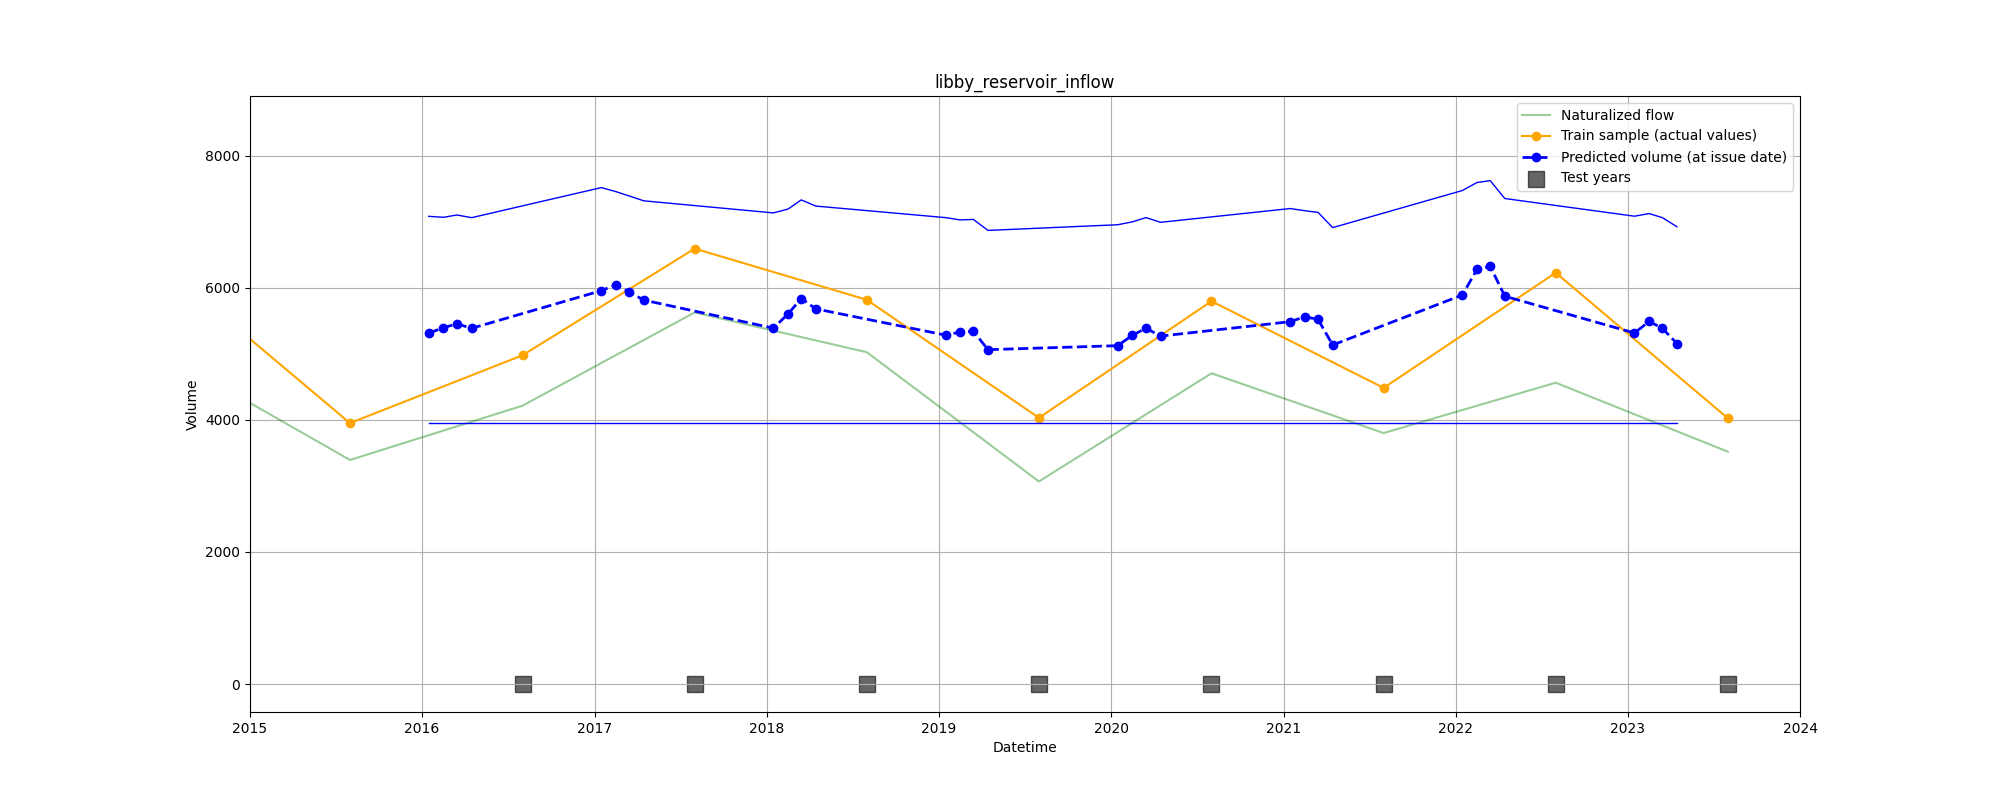 libby_reservoir_inflow
Naturalized flow
Train sample (actual values)
Predicted volume (at issue date)
Test years
8000
6000
4000
2000
0
Volume
2015 2016 2017 2018 2019 2020 2021 2022 2023 2024
Datetime